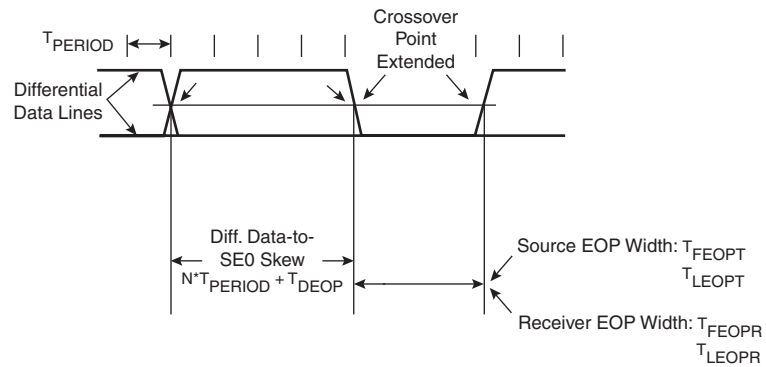 TPERIOD
Crossover
Point
Extended
Differential
Data Lines
Diff. Data-to-
SE0 Skew
N*TPERIOD + TDEOP
Source EOP Width: TFEOPT
TLEOPT
Receiver EOP Width: TFEOPR
TLEOPR